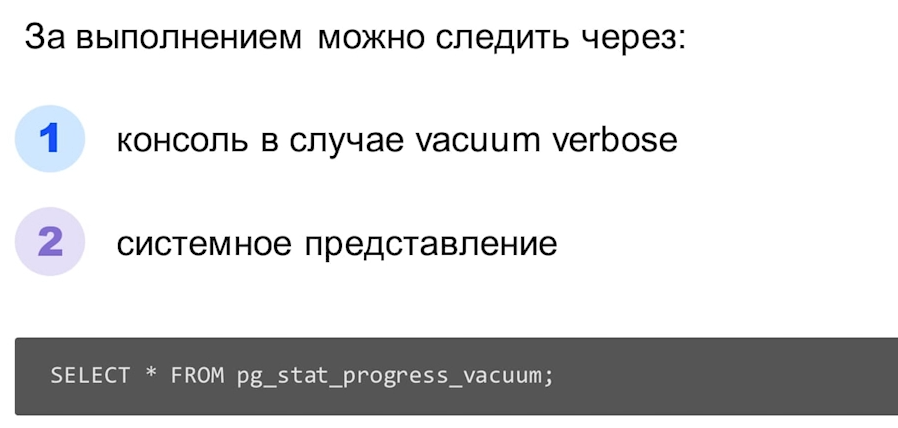 За выполнением можно следить через:
1 консоль в случае vacuum verbose
2 системное представление
SELECT * FROM pg_stat_progress_vacuum;